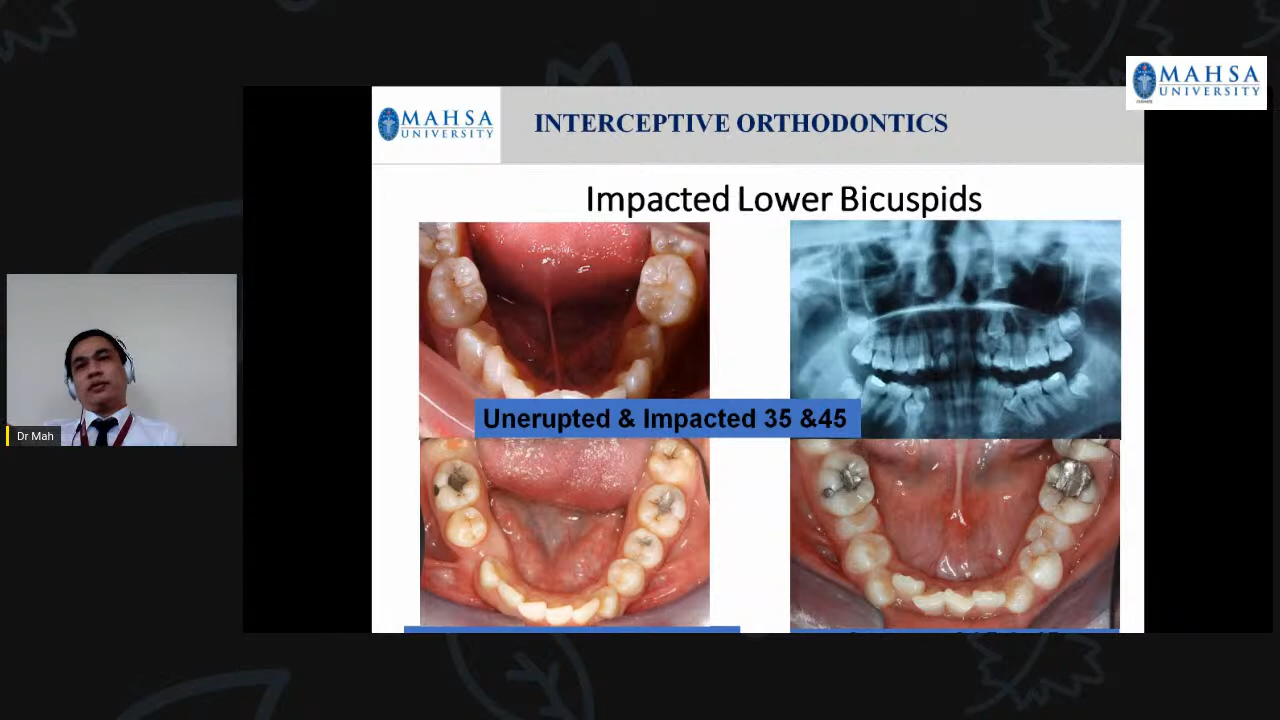 MAHSA
UNIVERSITY
MAHSA
UNIVERSITY
INTERCEPTIVE ORTHODONTICS
Impacted Lower Bicuspids
Unerupted & Impacted 35 &45
Dr Mah